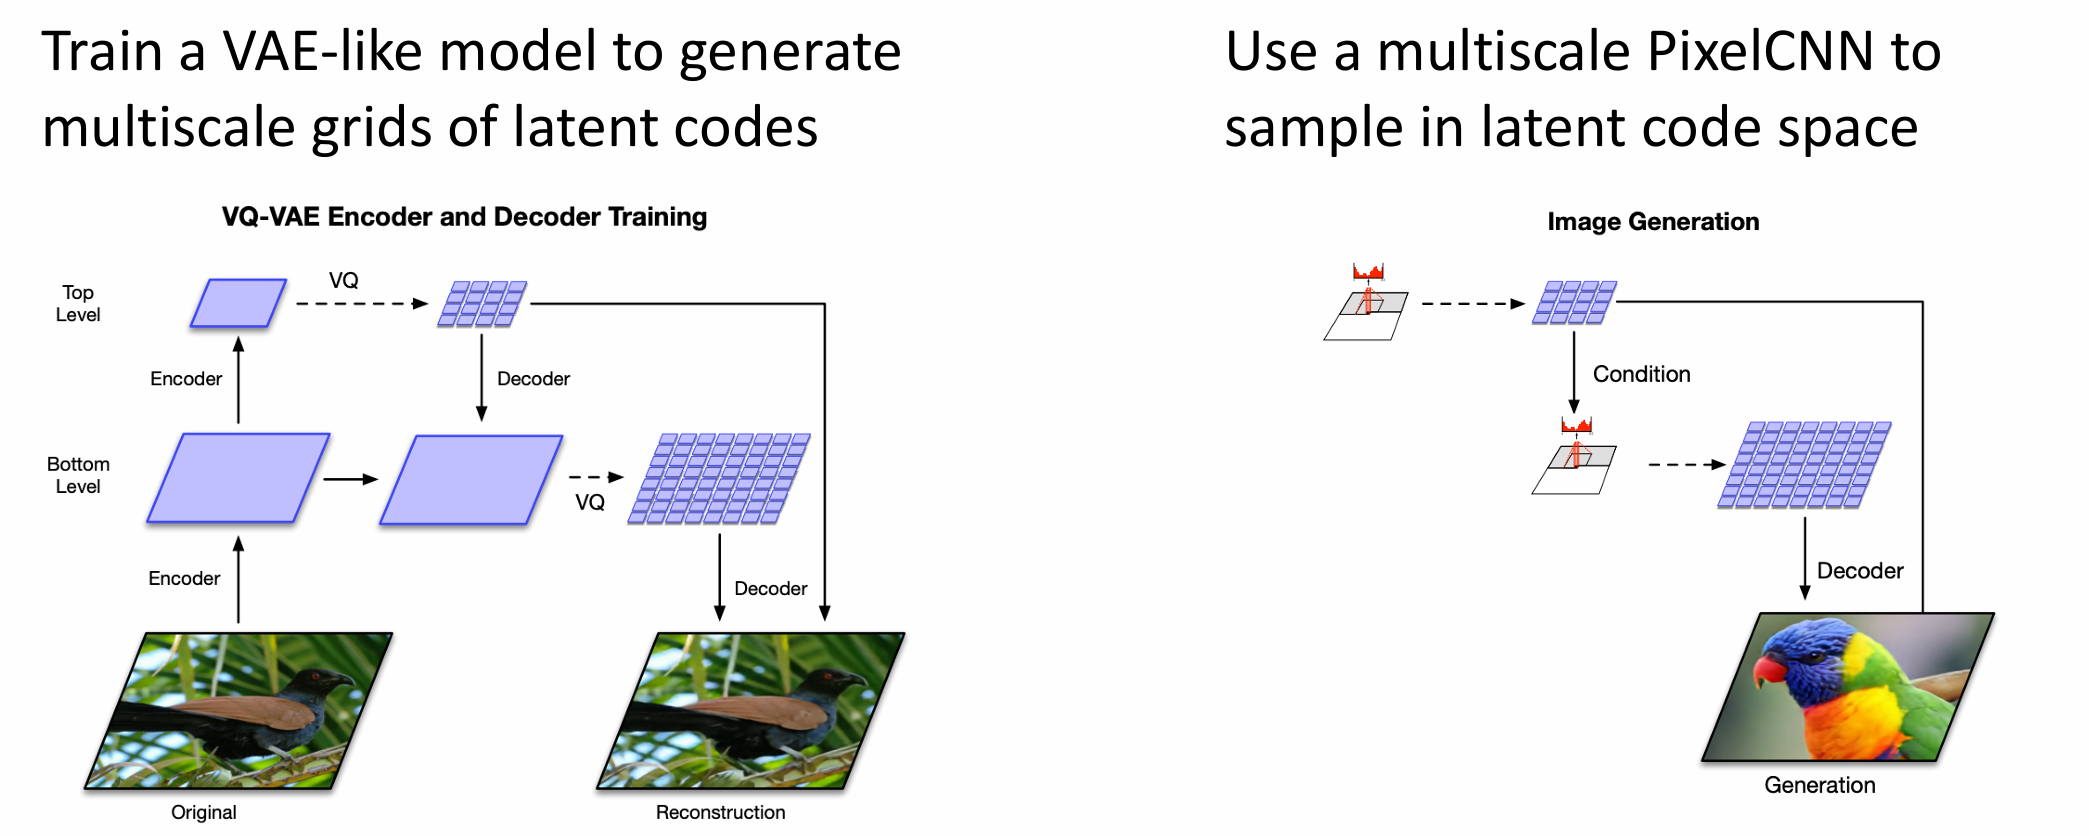 Train a VAE-like model to generate
multiscale grids of latent codes
VQ-VAE Encoder and Decoder Training
Top
Level
VQ
Encoder
Decoder
Bottom
Level
VQ
Encoder
Decoder
Original
Reconstruction
Use a multiscale PixelCNN to
sample in latent code space
Image Generation
Condition
Decoder
Generation